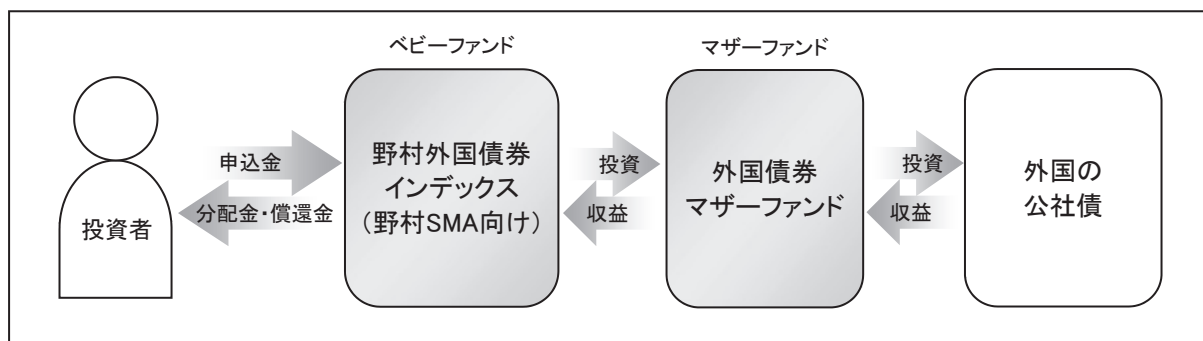 ベビーファンド
マザーファンド
投資者
申込金
分配金・償還金
野村外国債券
インデックス
（野村SMA向け）
投資
収益
外国債券
マザーファンド
投資
収益
外国の
公社債